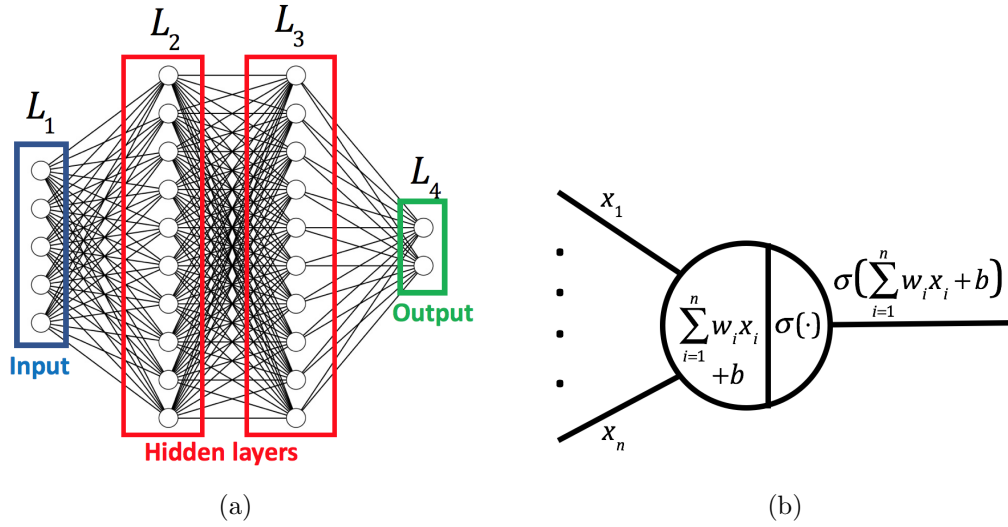 L₂
L₃
L₁
L₄
Input
Output
Hidden layers
(a)
x₁
xₙ
∑ᵢ₌₁ⁿ wᵢxᵢ
+b
σ(·)
σ(∑ᵢ₌₁ⁿ wᵢxᵢ+b)
(b)